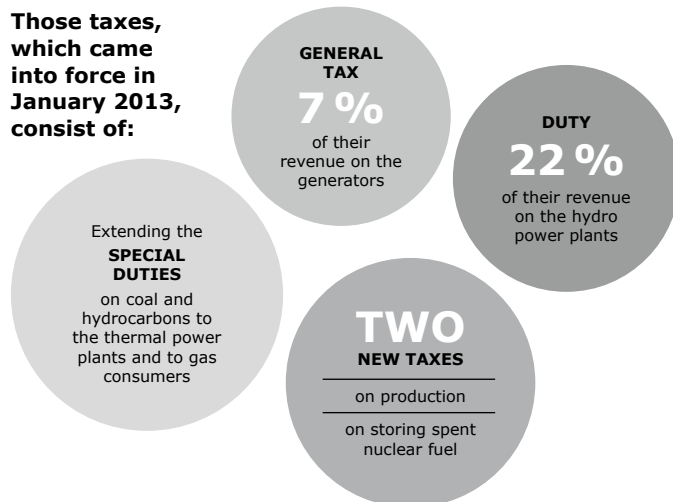 Those taxes,
which came
into force in
January 2013,
consist of:
GENERAL
TAX
7 %
of their
revenue on the
generators
DUTY
22 %
of their revenue
on the hydro
power plants
Extending the
SPECIAL
DUTIES
on coal and
hydrocarbons to
the thermal power
plants and to gas
consumers
TWO
NEW TAXES
on production
on storing spent
nuclear fuel